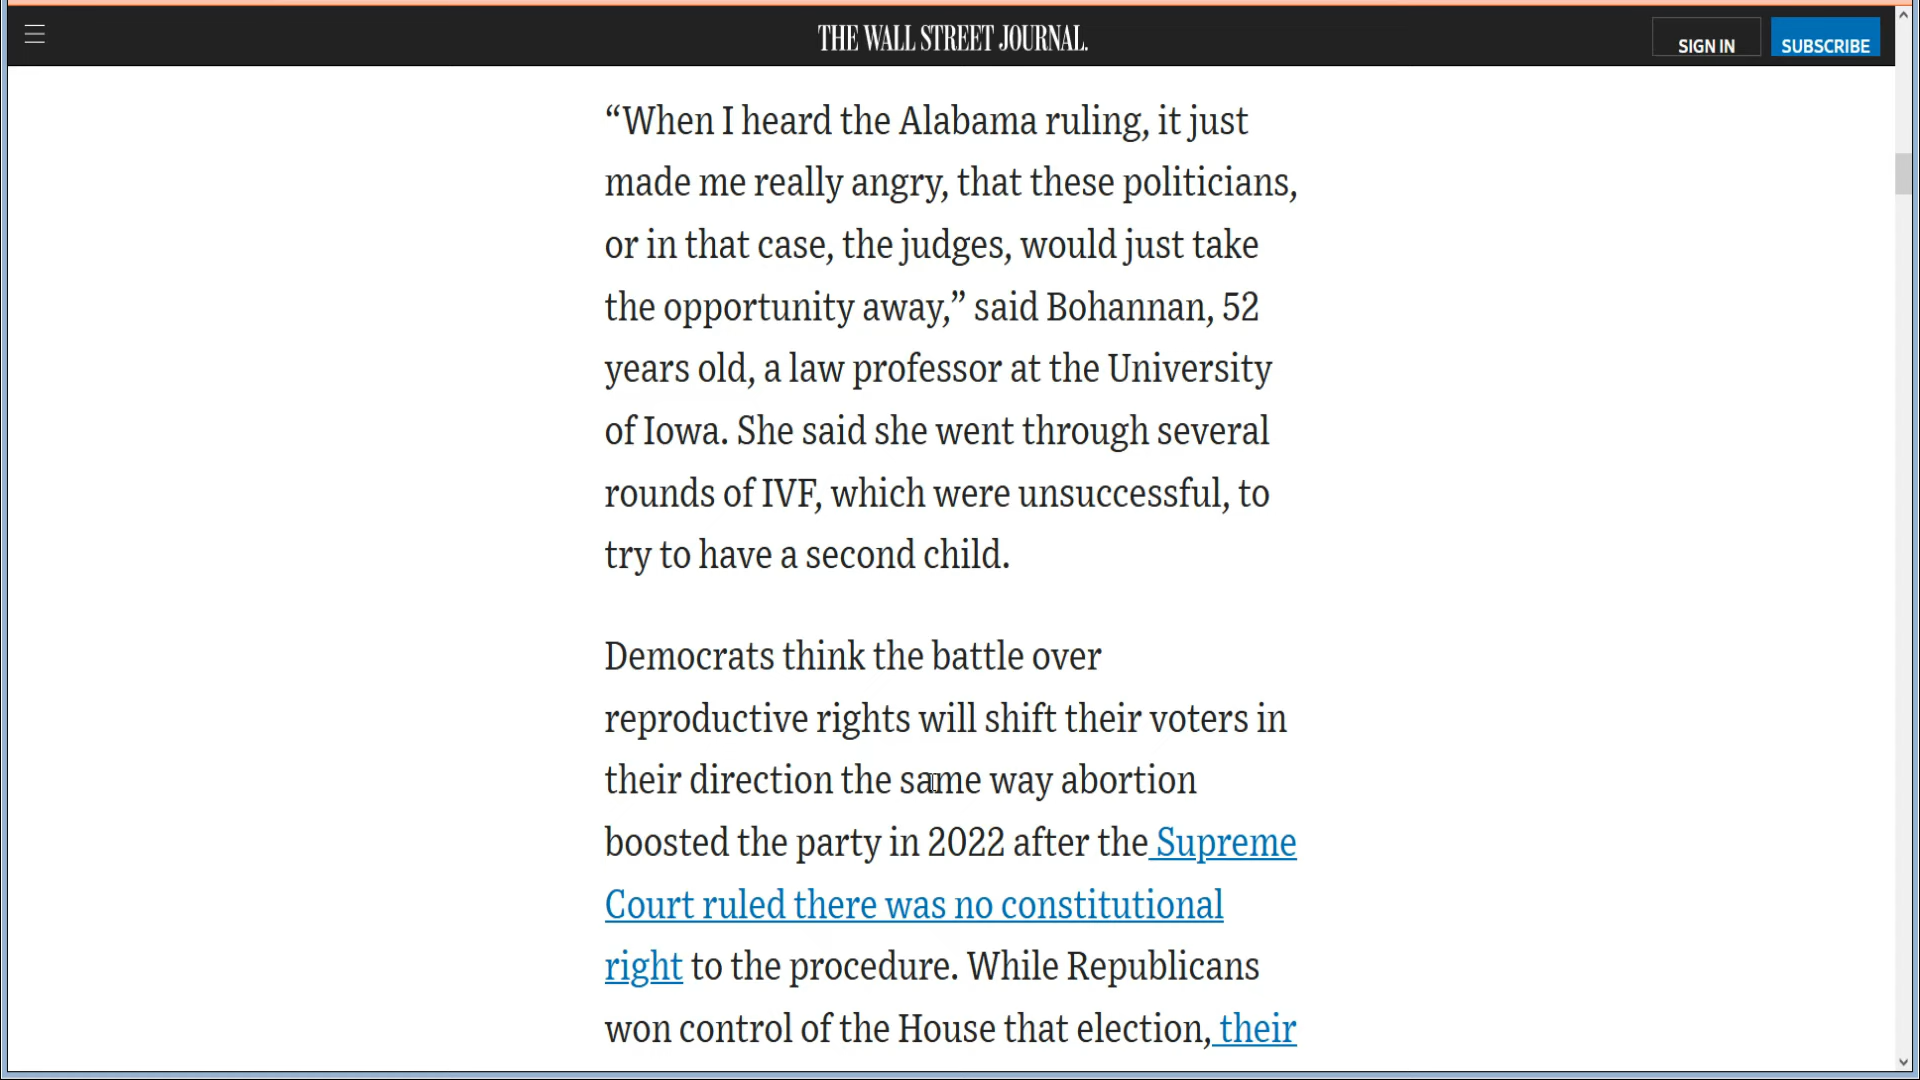 THE WALL STREET JOURNAL.
SIGN IN
SUBSCRIBE
“When I heard the Alabama ruling, it just
made me really angry, that these politicians,
or in that case, the judges, would just take
the opportunity away,” said Bohannan, 52
years old, a law professor at the University
of Iowa. She said she went through several
rounds of IVF, which were unsuccessful, to
try to have a second child.
Democrats think the battle over
reproductive rights will shift their voters in
their direction the same way abortion
boosted the party in 2022 after the Supreme
Court ruled there was no constitutional
right to the procedure. While Republicans
won control of the House that election, their